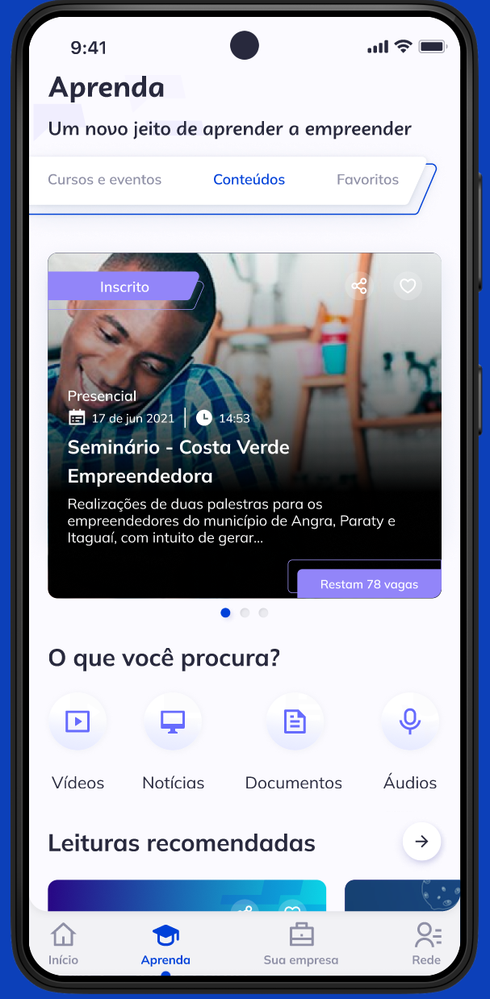 9:41
Aprenda
Um novo jeito de aprender a empreender
Cursos e eventos Conteúdos Favoritos
Inscrito
Presencial
17 de jun 2021 14:53
Seminário - Costa Verde
Empreendedora
Realizações de duas palestras para os
empreendedores do município de Angra, Paraty e
Itaguaí, com intuito de gerar...
Restam 78 vagas
O que você procura?
Vídeos Notícias Documentos Áudios
Leituras recomendadas
Início Aprenda Sua empresa Rede